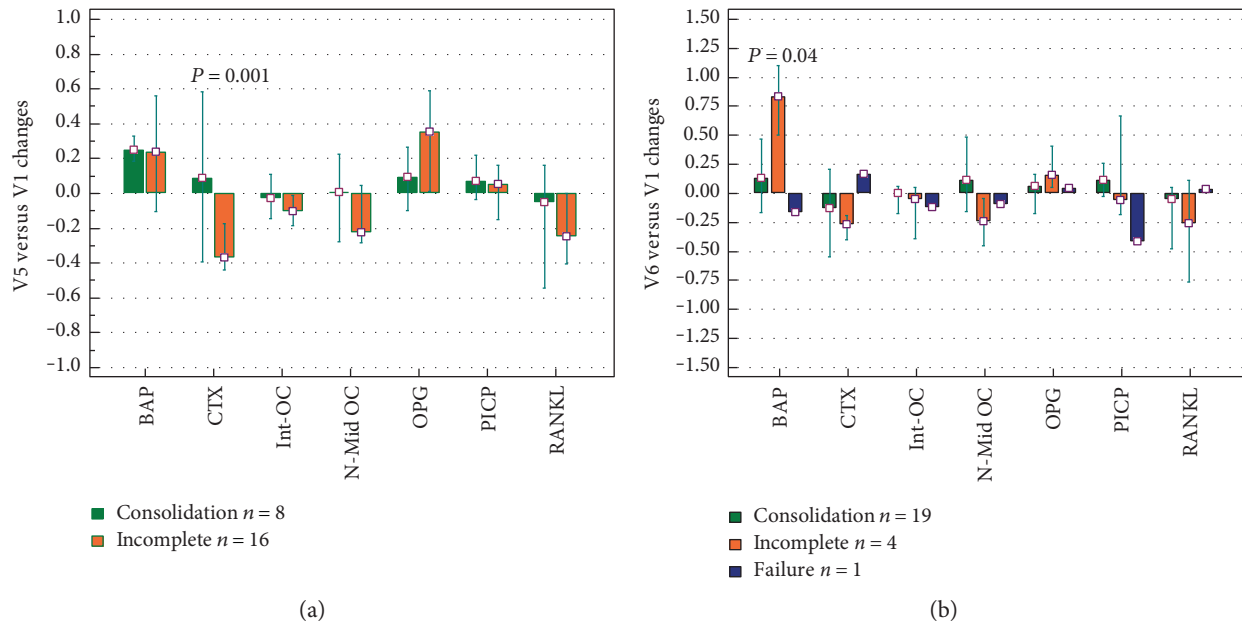 V5 versus V1 changes
1.0
0.8
0.6
0.4
0.2
0.0
–0.2
–0.4
–0.6
–0.8
–1.0
P = 0.001
BAP
CTX
Int-OC
N-Mid OC
OPG
PICP
RANKL
Consolidation n = 8
Incomplete n = 16
(a)
V6 versus V1 changes
1.50
1.25
1.00
0.75
0.50
0.25
0.00
–0.25
–0.50
–0.75
–1.00
–1.25
–1.50
P = 0.04
BAP
CTX
Int-OC
N-Mid OC
OPG
PICP
RANKL
Consolidation n = 19
Incomplete n = 4
Failure n = 1
(b)